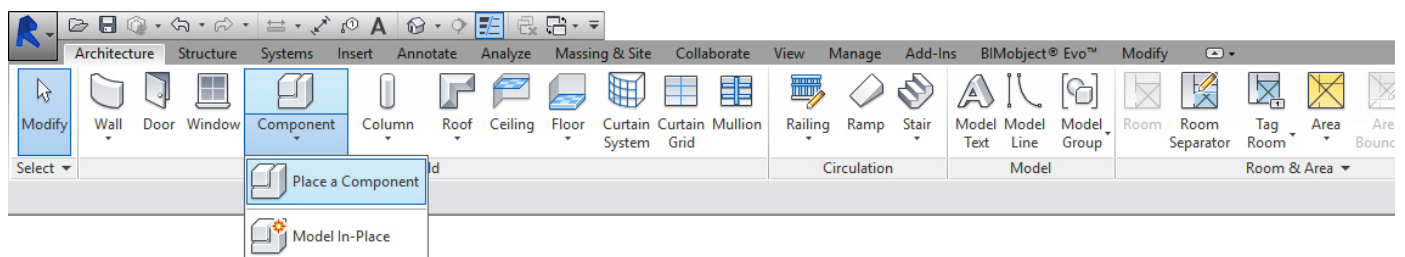 A
Architecture Structure Systems Insert Annotate Analyze Massing & Site Collaborate View Manage Add-Ins BIMobject® Evo™ Modify
Modify Wall Door Window Component Column Roof Ceiling Floor Curtain Curtain Mullion Railing Ramp Stair Model Model Model Room Room Tag Area Are
System Grid Text Line Group Separator Room Bounc
Select ld Circulation Model Room & Area
Place a Component
Model In-Place